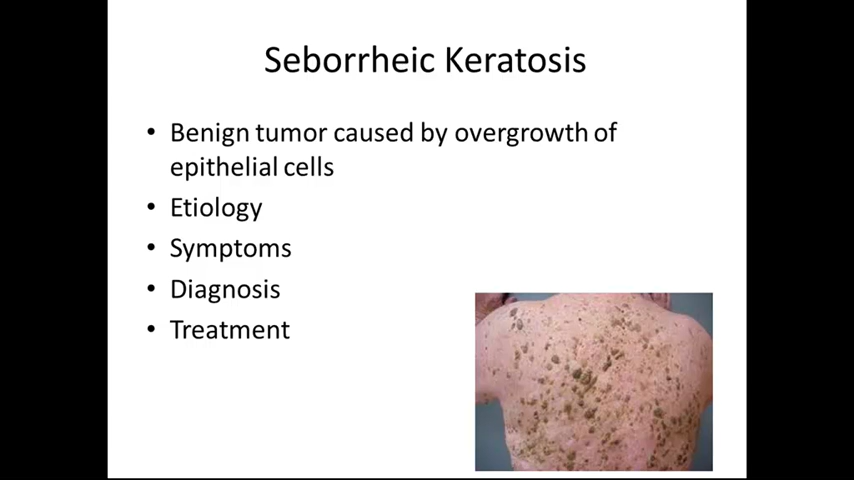 Seborrheic Keratosis
• Benign tumor caused by overgrowth of
epithelial cells
• Etiology
• Symptoms
• Diagnosis
• Treatment